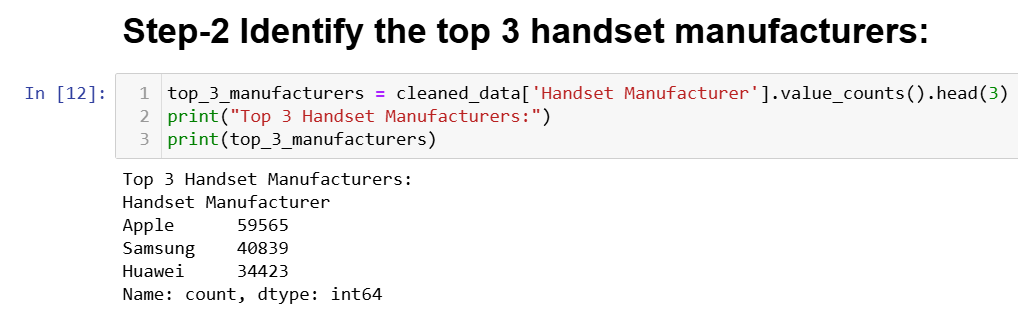 Step-2 Identify the top 3 handset manufacturers:
In [12]:
1 top_3_manufacturers = cleaned_data['Handset Manufacturer'].value_counts().head(3)
2 print("Top 3 Handset Manufacturers:")
3 print(top_3_manufacturers)
Top 3 Handset Manufacturers:
Handset Manufacturer
Apple      59565
Samsung    40839
Huawei     34423
Name: count, dtype: int64